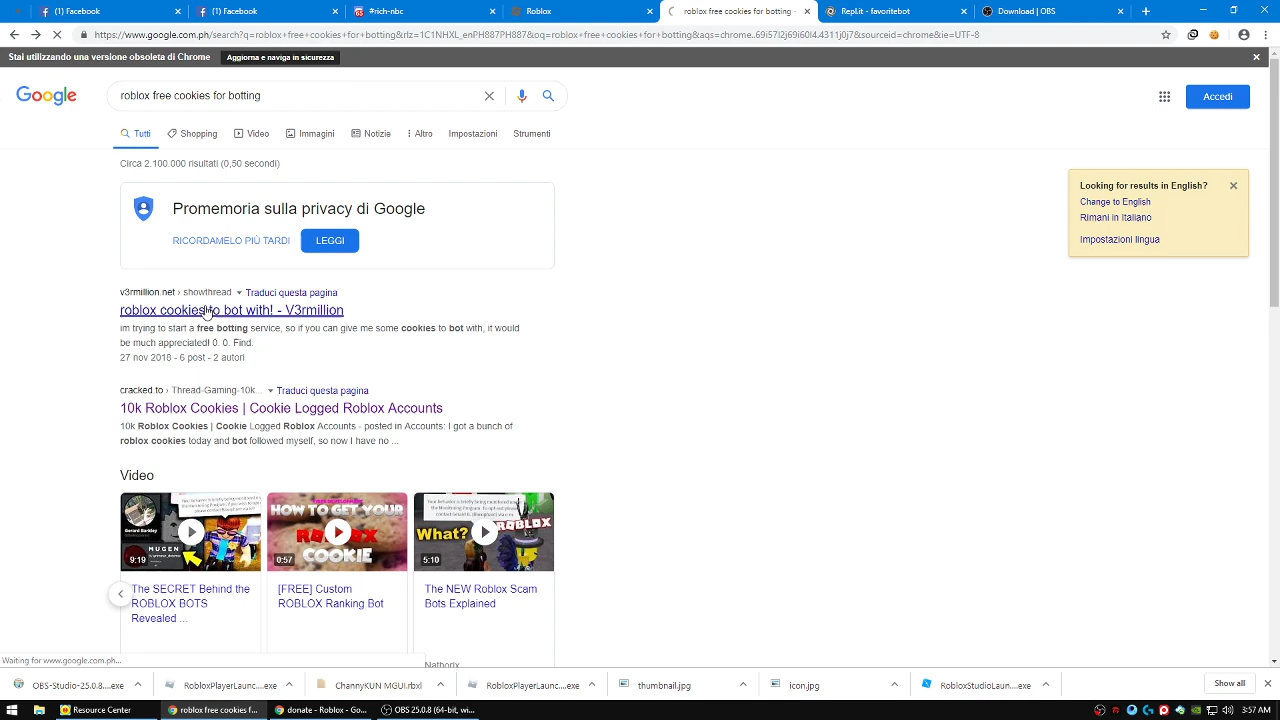 (1) Facebook
(1) Facebook
#rich-nbc
Roblox
roblox free cookies for botting -
Repl.it - favoritebot
Download | OBS
https://www.google.com.ph/search?q=roblox+free+cookies+for+botting&rlz=1C1NHXL_enPH887PH887&oq=roblox+free+cookies+for+botting&aqs=chrome..69i57l2j69i60l4.4311j0j7&sourceid=chrome&ie=UTF-8
Stai utilizzando una versione obsoleta di Chrome
Aggiorna e naviga in sicurezza
Google
roblox free cookies for botting
Accedi
Tutti
Shopping
Video
Immagini
Notizie
Altro
Impostazioni
Strumenti
Circa 2.100.000 risultati (0,50 secondi)
Promemoria sulla privacy di Google
RICORDAMELO PIÙ TARDI
LEGGI
Looking for results in English?
Change to English
Rimani in Italiano
Impostazioni lingua
v3rmillion.net › showthread
Traduci questa pagina
roblox cookies to bot with! - V3rmillion
im trying to start a free botting service, so if you can give me some cookies to bot with, it would
be much appreciated! 0. 0. Find.
27 nov 2018 - 6 post - 2 autori
cracked.to › Thread-Gaming-10k...
Traduci questa pagina
10k Roblox Cookies | Cookie Logged Roblox Accounts
10k Roblox Cookies | Cookie Logged Roblox Accounts - posted in Accounts: I got a bunch of
roblox cookies today and bot followed myself, so now I have no ...
Video
MUGEN
9:19
HOW TO GET YOUR
ROBLOX
COOKIE
0:57
What?
ROBLOX
5:10
The SECRET Behind the
ROBLOX BOTS
Revealed ...
[FREE] Custom
ROBLOX Ranking Bot
The NEW Roblox Scam
Bots Explained
Nathorix
Waiting for www.google.com.ph...
OBS-Studio-25.0.8....exe
RobloxPlayerLaunc....exe
ChannyKUN MGUI.rbxl
RobloxPlayerLaunc....exe
thumbnail.jpg
icon.jpg
RobloxStudioLaun....exe
Show all
Resource Center
roblox free cookies f...
donate - Roblox - Go...
OBS 25.0.8 (64-bit, wi...
3:57 AM